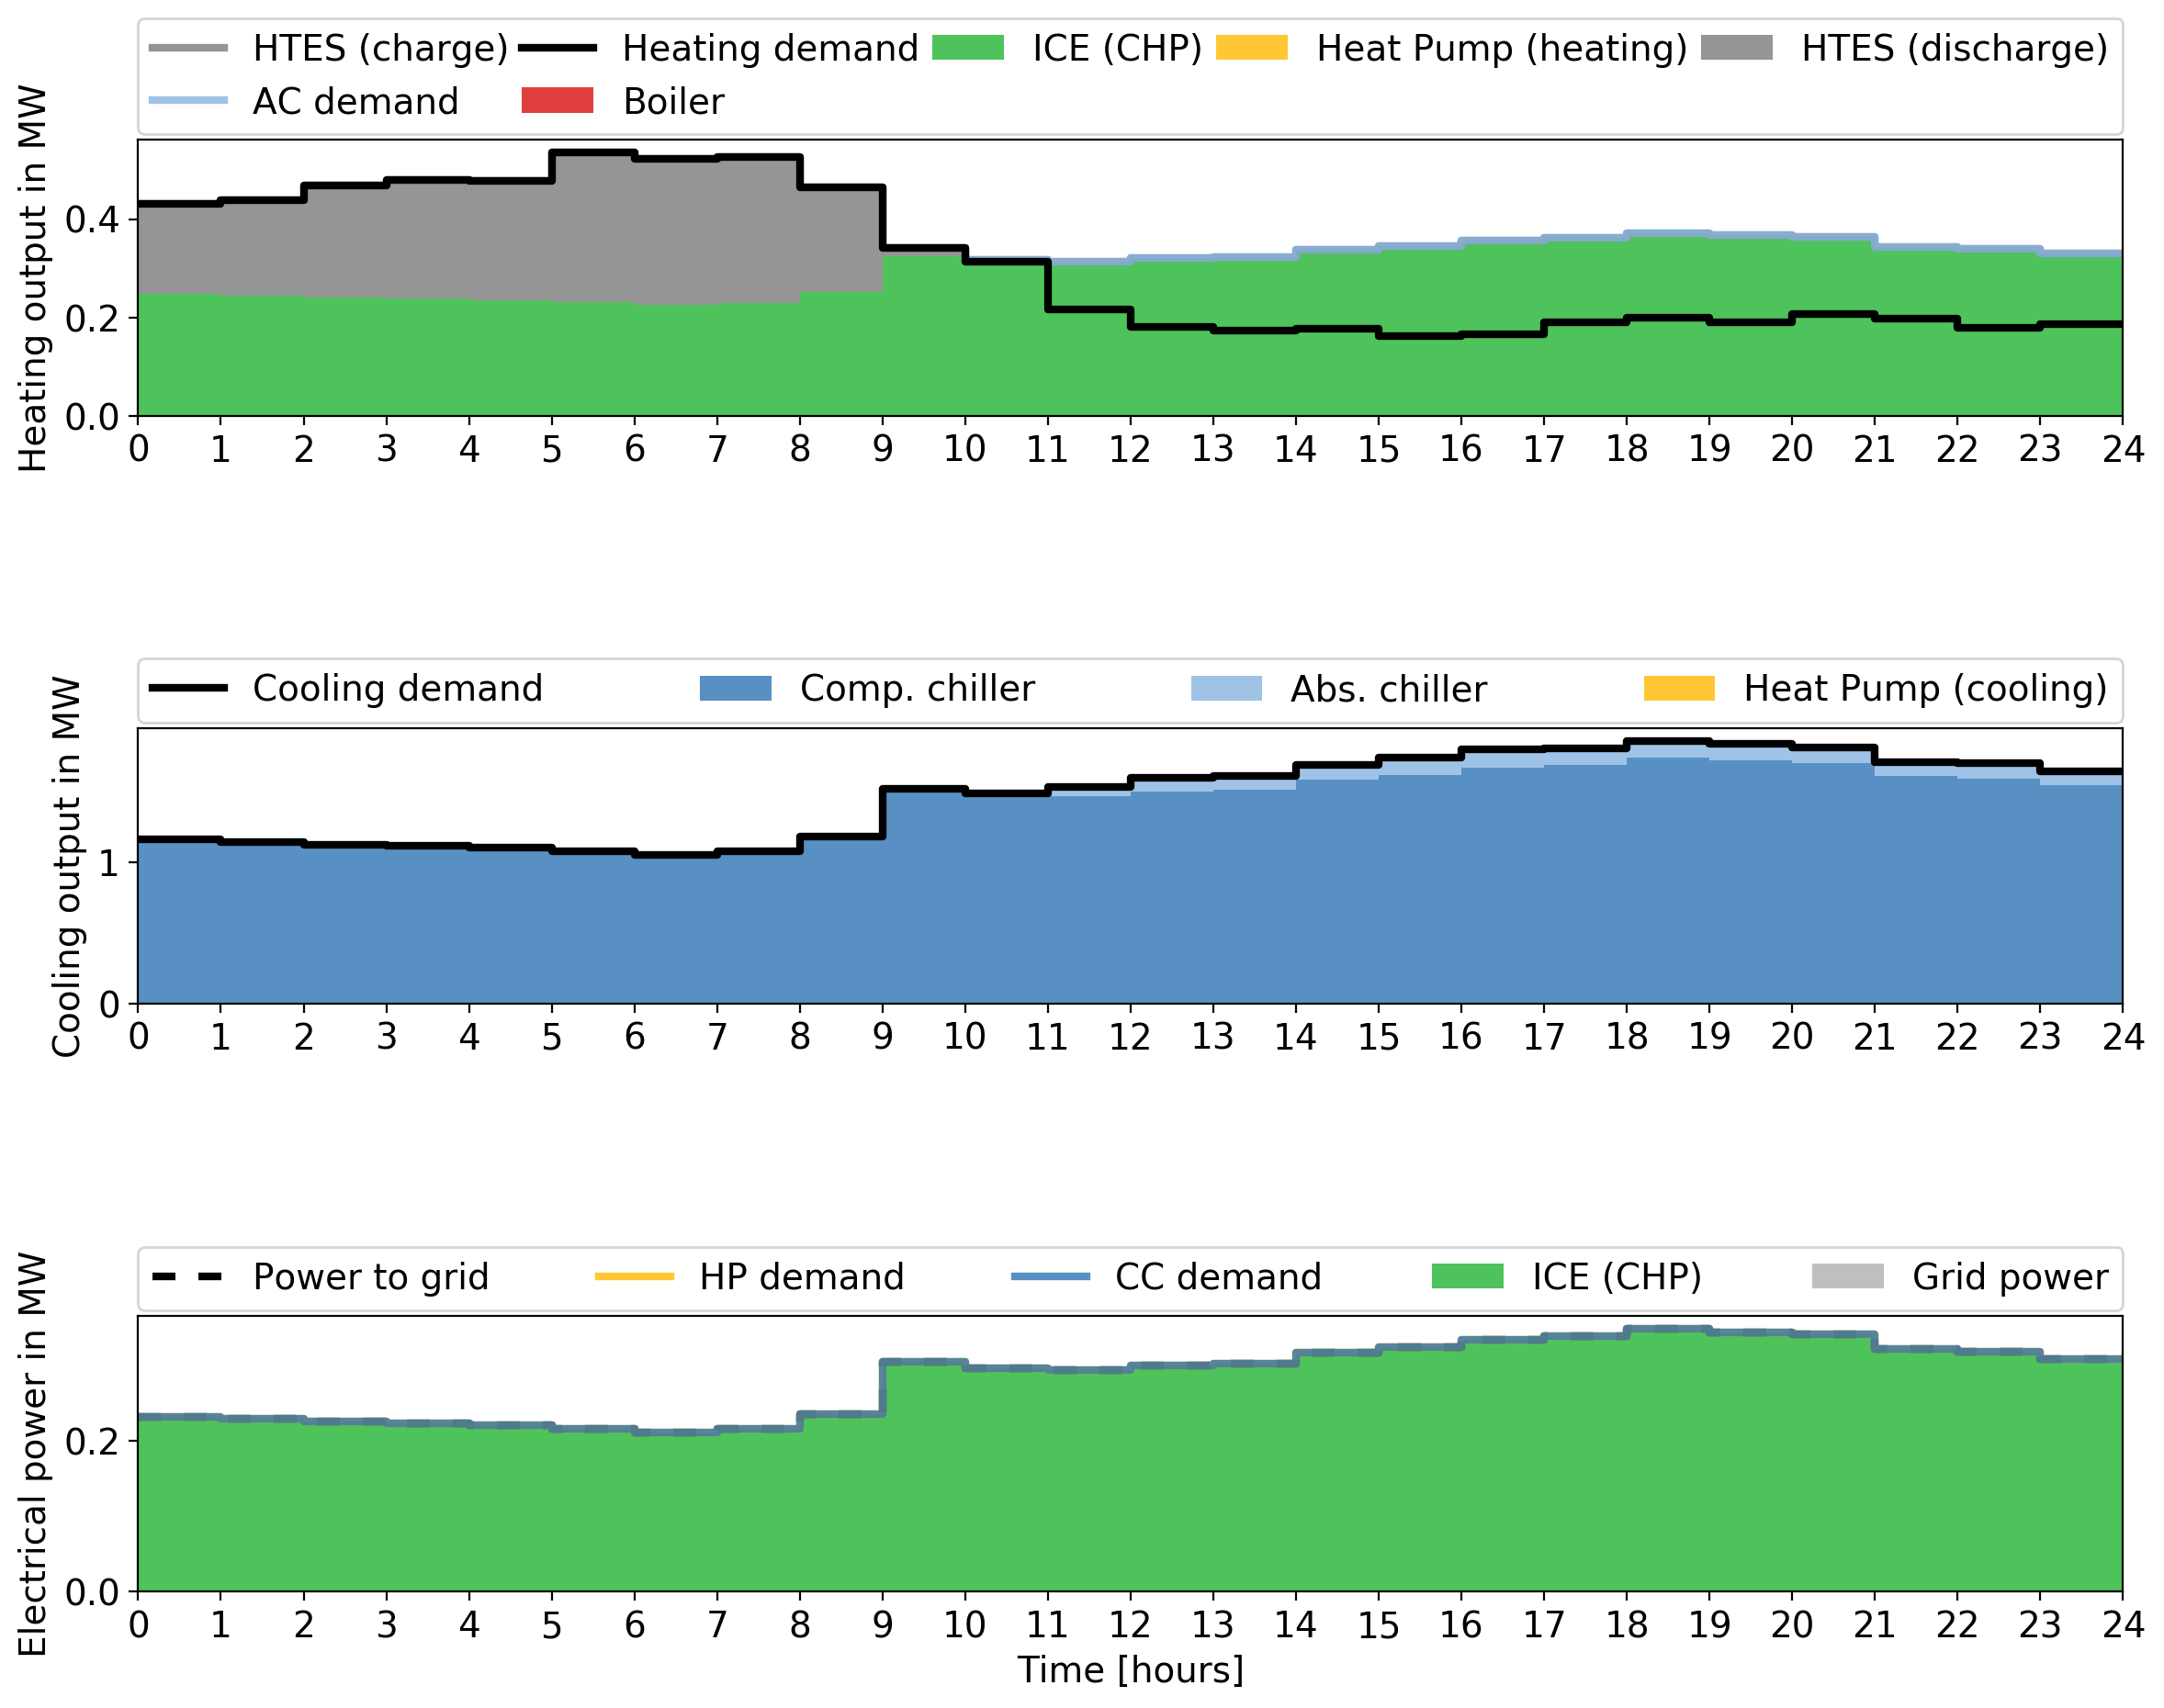 HTES (charge) Heating demand ICE (CHP) Heat Pump (heating) HTES (discharge)
AC demand Boiler
Heating output in MW
0.4
0.2
0.0
0 1 2 3 4 5 6 7 8 9 10 11 12 13 14 15 16 17 18 19 20 21 22 23 24
Cooling demand Comp. chiller Abs. chiller Heat Pump (cooling)
Cooling output in MW
1
0
0 1 2 3 4 5 6 7 8 9 10 11 12 13 14 15 16 17 18 19 20 21 22 23 24
Power to grid HP demand CC demand ICE (CHP) Grid power
Electrical power in MW
0.2
0.0
0 1 2 3 4 5 6 7 8 9 10 11 12 13 14 15 16 17 18 19 20 21 22 23 24
Time [hours]